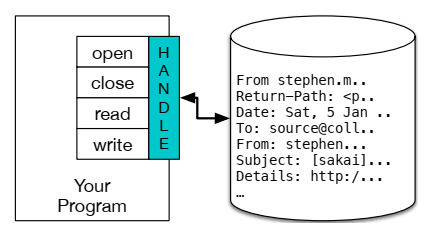 open
close
read
write
HANDLE
Your
Program
From stephen.m..
Return-Path: <p..
Date: Sat, 5 Jan ..
To: source@coll..
From: stephen...
Subject: [sakai]...
Details: http:/...
…